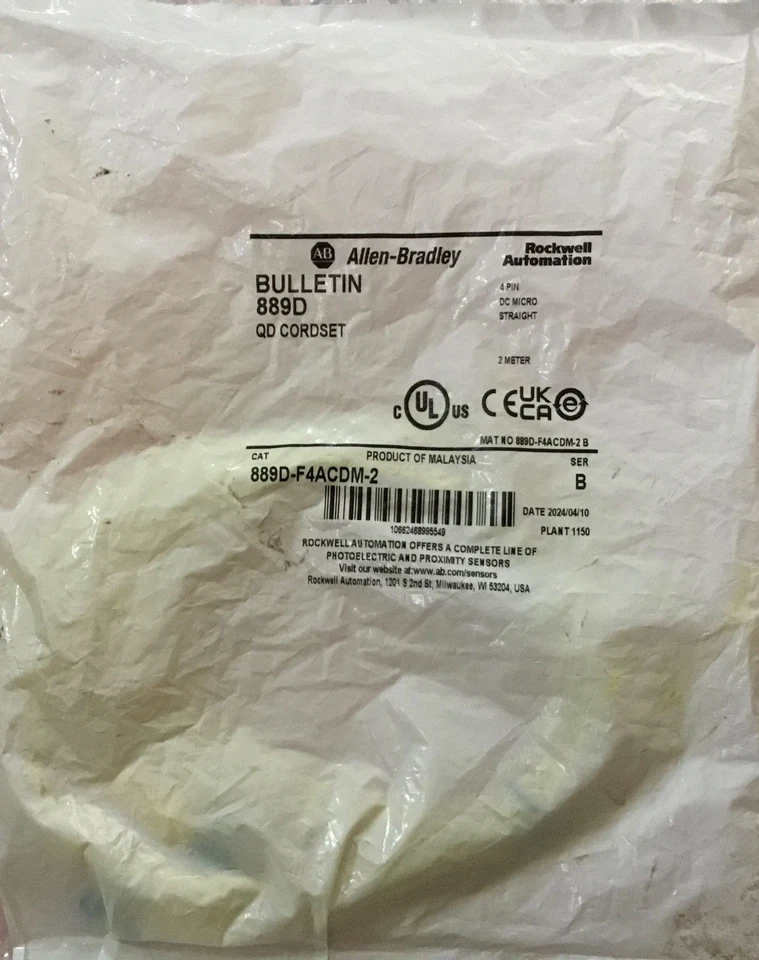 AB Allen-Bradley
Rockwell
Automation
BULLETIN
889D
QD CORDSET
4 PIN
DC MICRO
STRAIGHT
2 METER
C UL US CE UK CA e
MAT NO 889D-F4ACDM-2 B
CAT PRODUCT OF MALAYSIA SER
889D-F4ACDM-2 B
DATE 2024/04/10
10662468995549 PLANT 1150
ROCKWELL AUTOMATION OFFERS A COMPLETE LINE OF
PHOTOELECTRIC AND PROXIMITY SENSORS
Visit our website at:www.ab.com/sensors
Rockwell Automation, 1201 S 2nd St, Milwaukee, WI 53204, USA